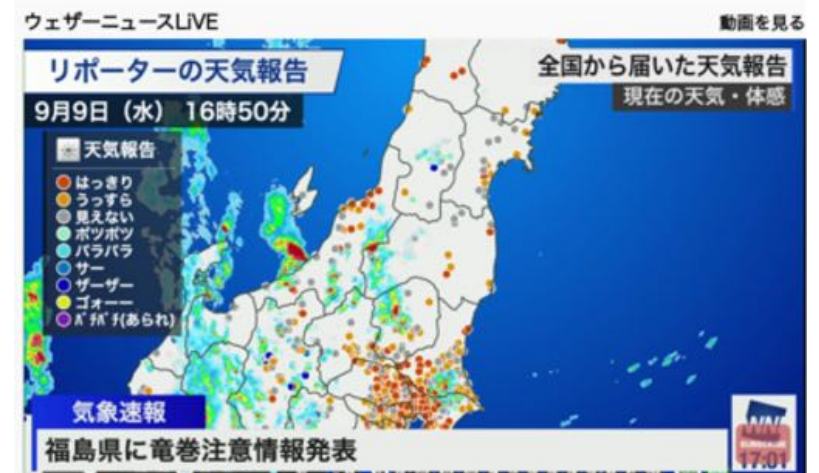 ウェザーニュースLiVE
動画を見る
リポーターの天気報告
全国から届いた天気報告
現在の天気・体感
9月9日（水） 16時50分
天気報告
はっきり
うっすら
見えない
ポツポツ
パラパラ
サー
ザーザー
ゴォーー
バチバチ(あられ)
気象速報
福島県に竜巻注意情報発表
WNI
17:01